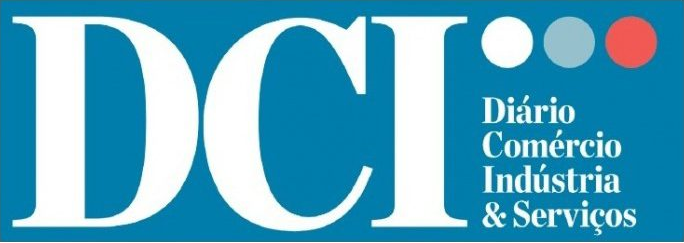 DCI
Diário
Comércio
Indústria
& Serviços